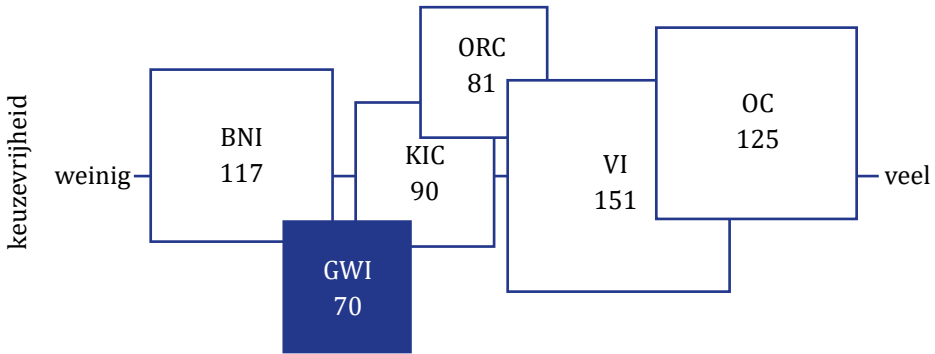 keuzevrijheid
weinig
BNI
117
GWI
70
KIC
90
ORC
81
VI
151
OC
125
veel